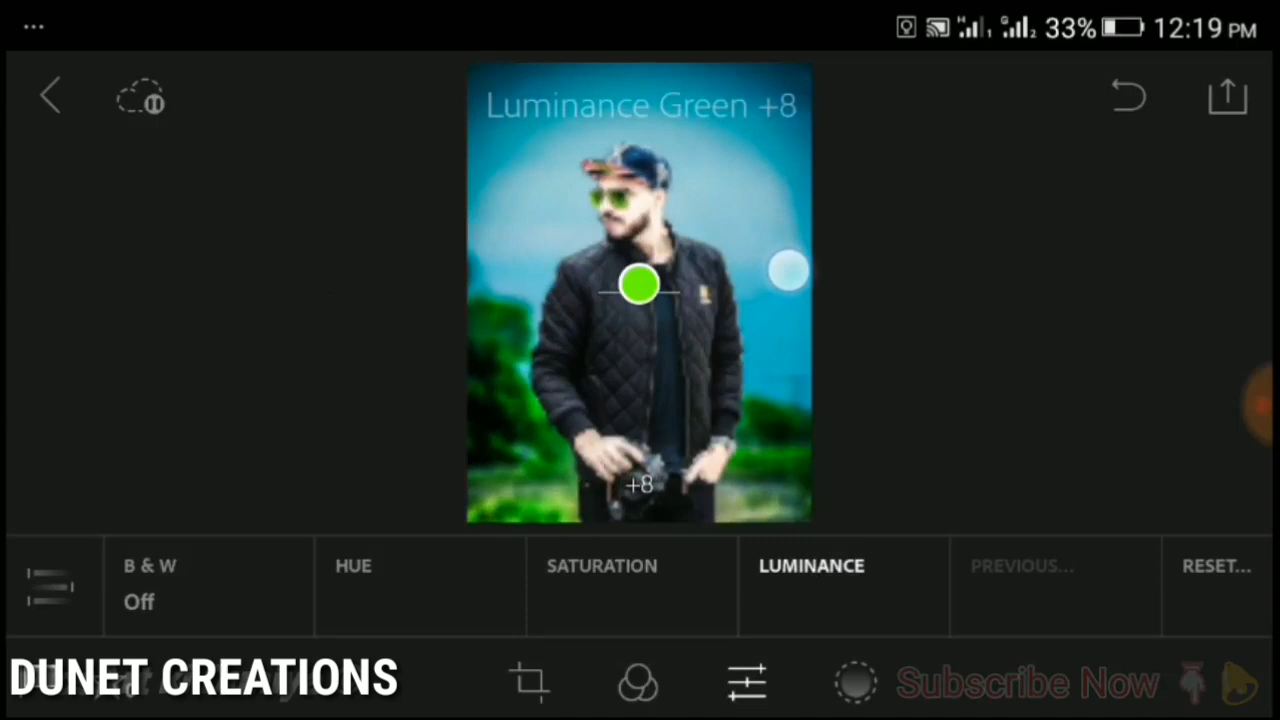 33% 12:19 PM
Luminance Green +8
+8
B & W
Off
HUE
SATURATION
LUMINANCE
PREVIOUS...
RESET...
DUNET CREATIONS
Subscribe Now